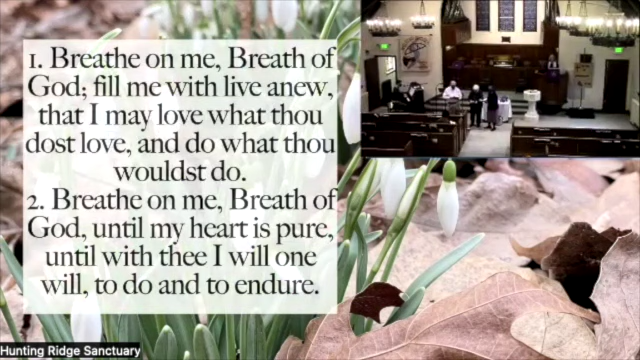 1. Breathe on me, Breath of
God; fill me with live anew,
that I may love what thou
dost love, and do what thou
wouldst do.
2. Breathe on me, Breath of
God, until my heart is pure,
until with thee I will one
will, to do and to endure.
Hunting Ridge Sanctuary